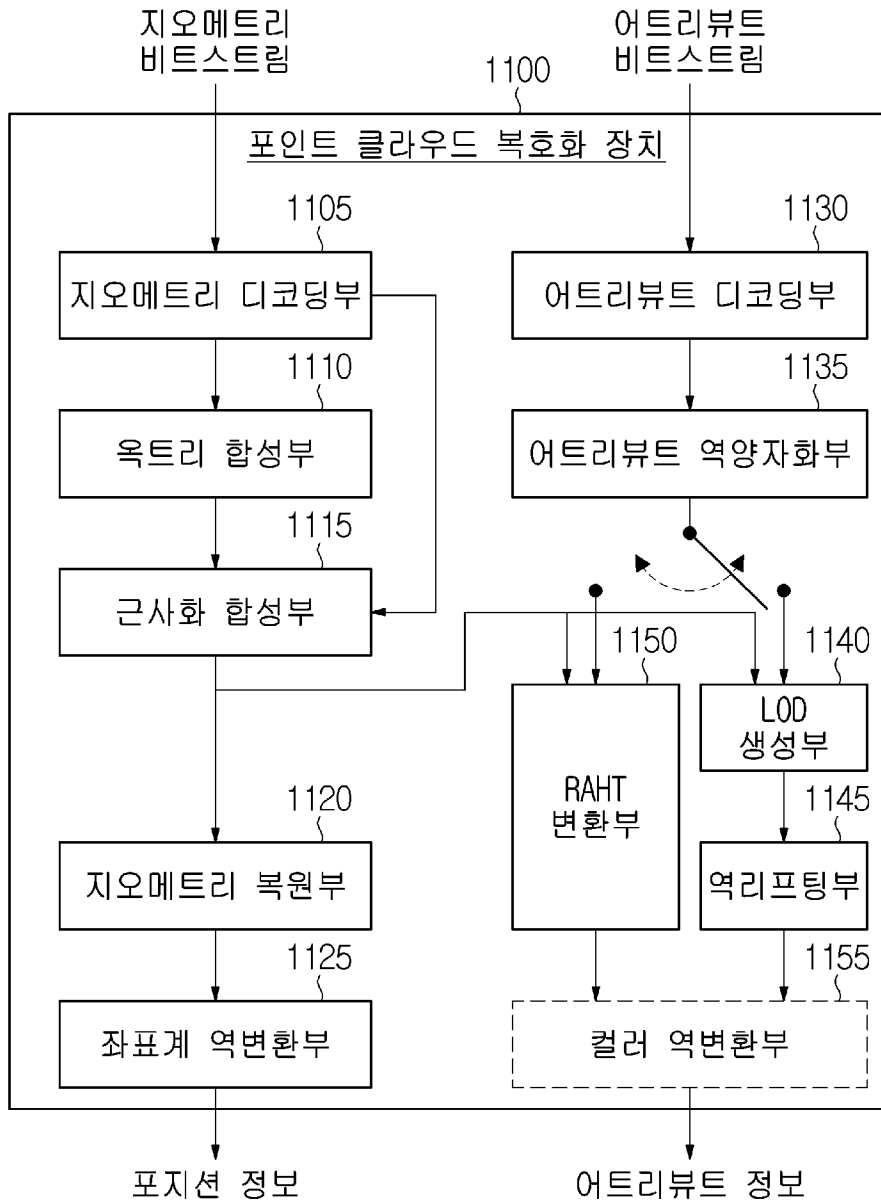 지오메트리
비트스트림
어트리뷰트
비트스트림
1100
포인트 클라우드 복호화 장치
1105
지오메트리 디코딩부
1130
어트리뷰트 디코딩부
1110
옥트리 합성부
1135
어트리뷰트 역양자화부
1115
근사화 합성부
1150
RAHT
변환부
1140
LOD
생성부
1120
지오메트리 복원부
1145
역리프팅부
1125
좌표계 역변환부
1155
컬러 역변환부
포지션 정보
어트리뷰트 정보